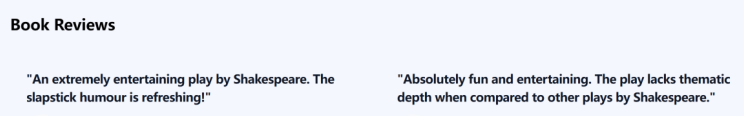 Book Reviews
"An extremely entertaining play by Shakespeare. The
slapstick humour is refreshing!"
"Absolutely fun and entertaining. The play lacks thematic
depth when compared to other plays by Shakespeare."